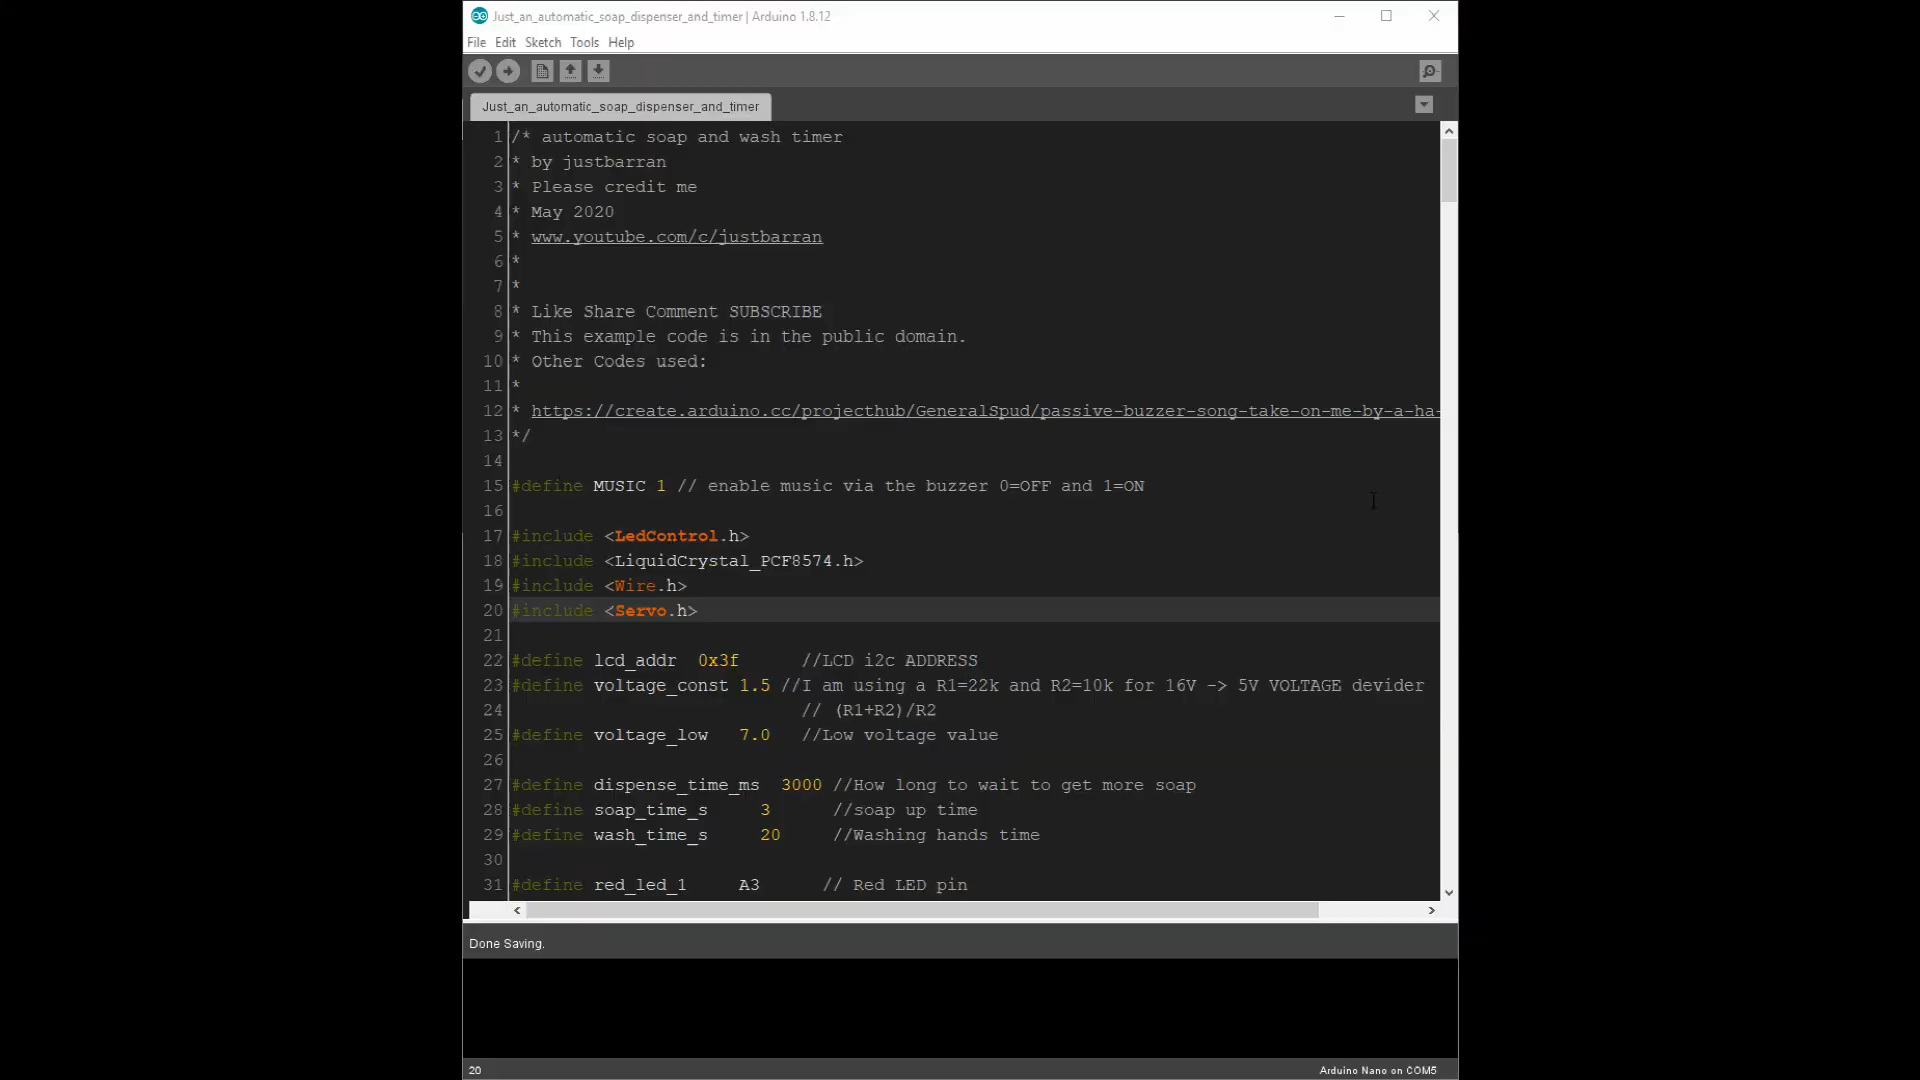 Just_an_automatic_soap_dispenser_and_timer | Arduino 1.8.12
File Edit Sketch Tools Help
Just_an_automatic_soap_dispenser_and_timer
1 /* automatic soap and wash timer
2 * by justbarran
3 * Please credit me
4 * May 2020
5 * www.youtube.com/c/justbarran
6 *
7 *
8 * Like Share Comment SUBSCRIBE
9 * This example code is in the public domain.
10 * Other Codes used:
11 *
12 * https://create.arduino.cc/projecthub/GeneralSpud/passive-buzzer-song-take-on-me-by-a-ha-
13 */
14
15 #define MUSIC 1 // enable music via the buzzer 0=OFF and 1=ON
16
17 #include <LedControl.h>
18 #include <LiquidCrystal_PCF8574.h>
19 #include <Wire.h>
20 #include <Servo.h>
21
22 #define lcd_addr 0x3f //LCD i2c ADDRESS
23 #define voltage_const 1.5 //I am using a R1=22k and R2=10k for 16V -> 5V VOLTAGE devider
24 // (R1+R2)/R2
25 #define voltage_low 7.0 //Low voltage value
26
27 #define dispense_time_ms 3000 //How long to wait to get more soap
28 #define soap_time_s 3 //soap up time
29 #define wash_time_s 20 //Washing hands time
30
31 #define red_led_1 A3 // Red LED pin
Done Saving.
20 Arduino Nano on COM5